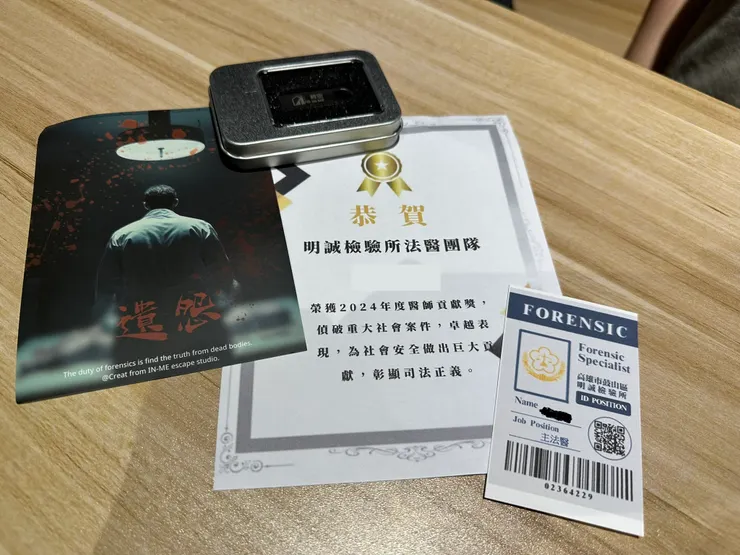 遺怨
The duty of forensics is find the truth from dead bodies.
@Creat from IN-ME escape studio.
恭賀
明誠檢驗所法醫團隊
榮獲2024年度醫師貢獻獎，
偵破重大社會案件，卓越表
現，為社會安全做出巨大貢
獻，彰顯司法正義。
FORENSIC
Forensic
Specialist
高雄市鼓山區
明誠檢驗所
ID POSITION
Name
Job Position
主法醫
02364229